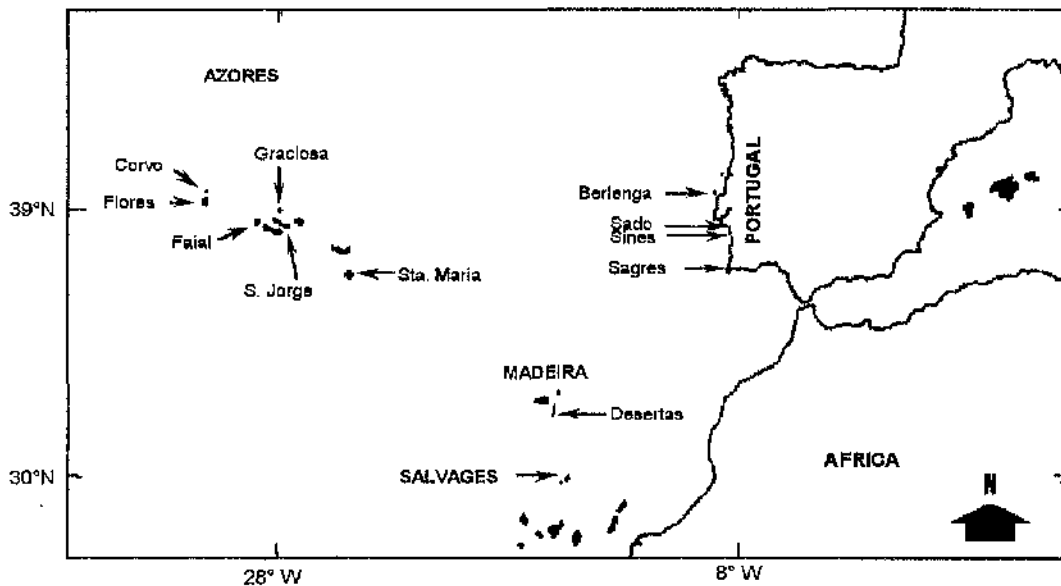 AZORES
Graciosa
Corvo
Flores
39°N
Faial
S. Jorge
Sta. Maria
Berlenga
Sado
Sines
Sagres
PORTUGAL
MADEIRA
Desertas
30°N
SALVAGES
AFRICA
N
28° W
8° W